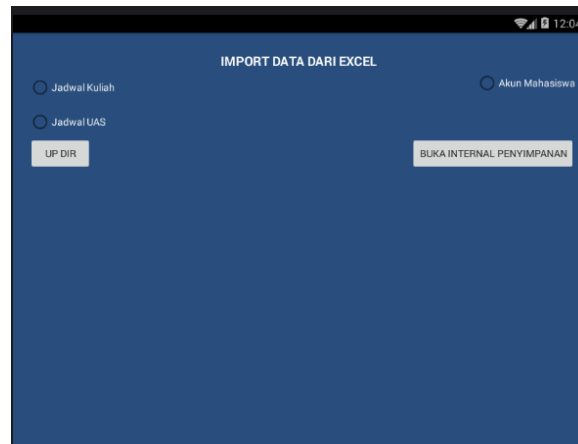 12:04
IMPORT DATA DARI EXCEL
Jadwal Kuliah
Akun Mahasiswa
Jadwal UAS
UP DIR
BUKA INTERNAL PENYIMPANAN